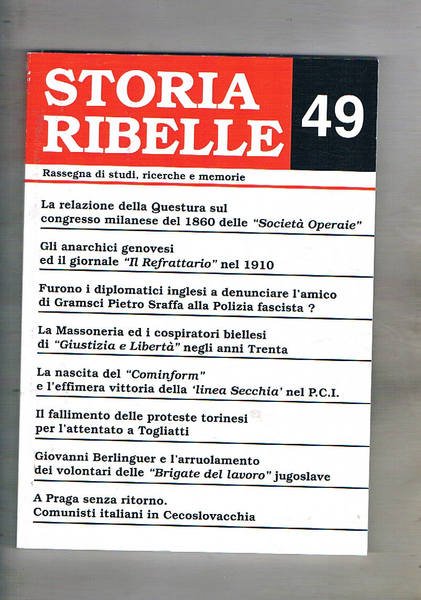 STORIA
RIBELLE
49
Rassegna di studi, ricerche e memorie
La relazione della Questura sul
congresso milanese del 1860 delle "Società Operaie"
Gli anarchici genovesi
ed il giornale "Il Refrattario" nel 1910
Furono i diplomatici inglesi a denunciare l'amico
di Gramsci Pietro Sraffa alla Polizia fascista ?
La Massoneria ed i cospiratori biellesi
di "Giustizia e Libertà" negli anni Trenta
La nascita del "Cominform"
e l'effimera vittoria della 'linea Secchia' nel P.C.I.
Il fallimento delle proteste torinesi
per l'attentato a Togliatti
Giovanni Berlinguer e l'arruolamento
dei volontari delle "Brigate del lavoro" jugoslave
A Praga senza ritorno.
Comunisti italiani in Cecoslovacchia